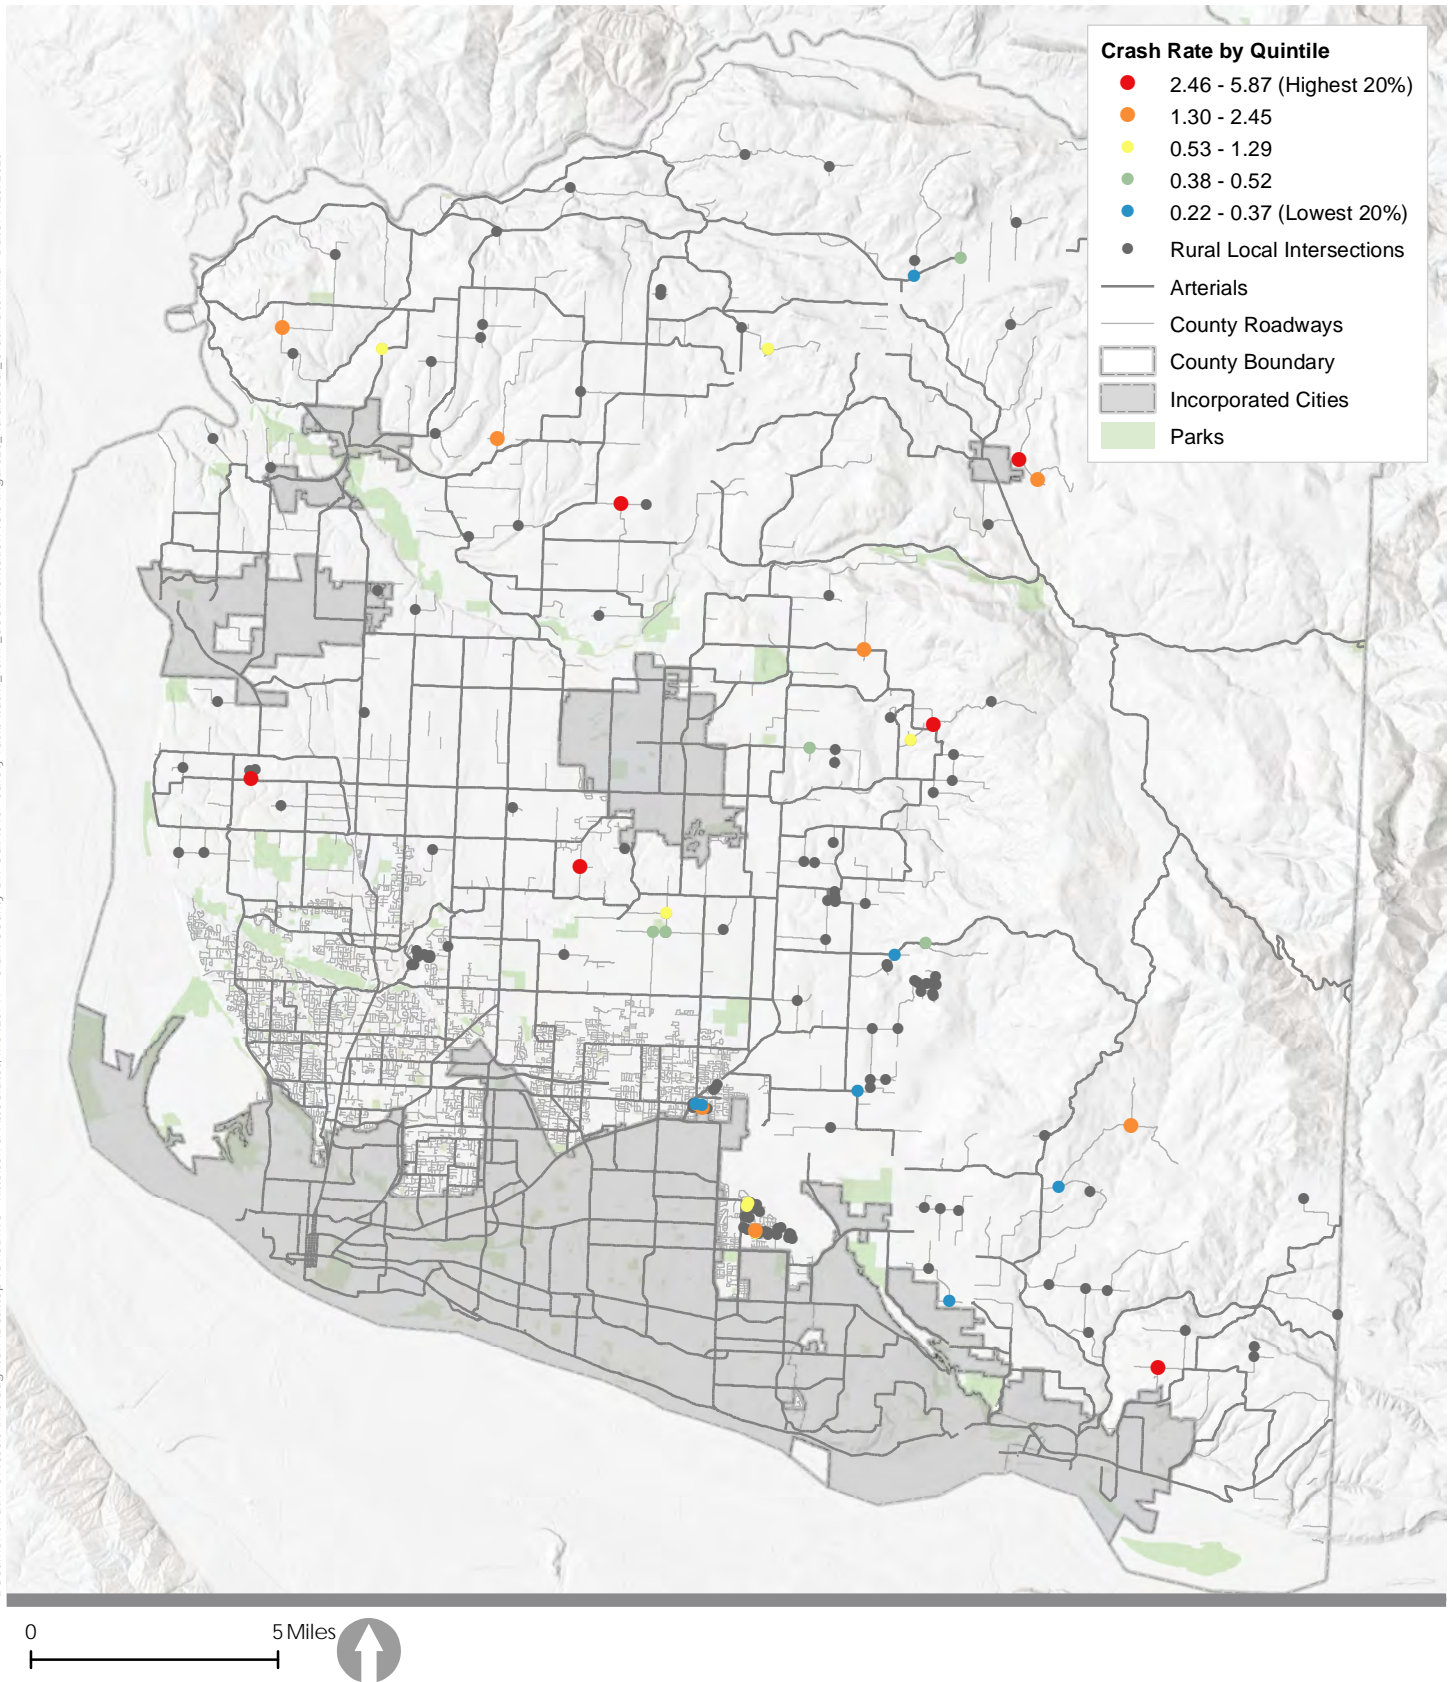 Crash Rate by Quintile
2.46 - 5.87 (Highest 20%)
1.30 - 2.45
0.53 - 1.29
0.38 - 0.52
0.22 - 0.37 (Lowest 20%)
Rural Local Intersections
Arterials
County Roadways
County Boundary
Incorporated Cities
Parks
0 5 Miles